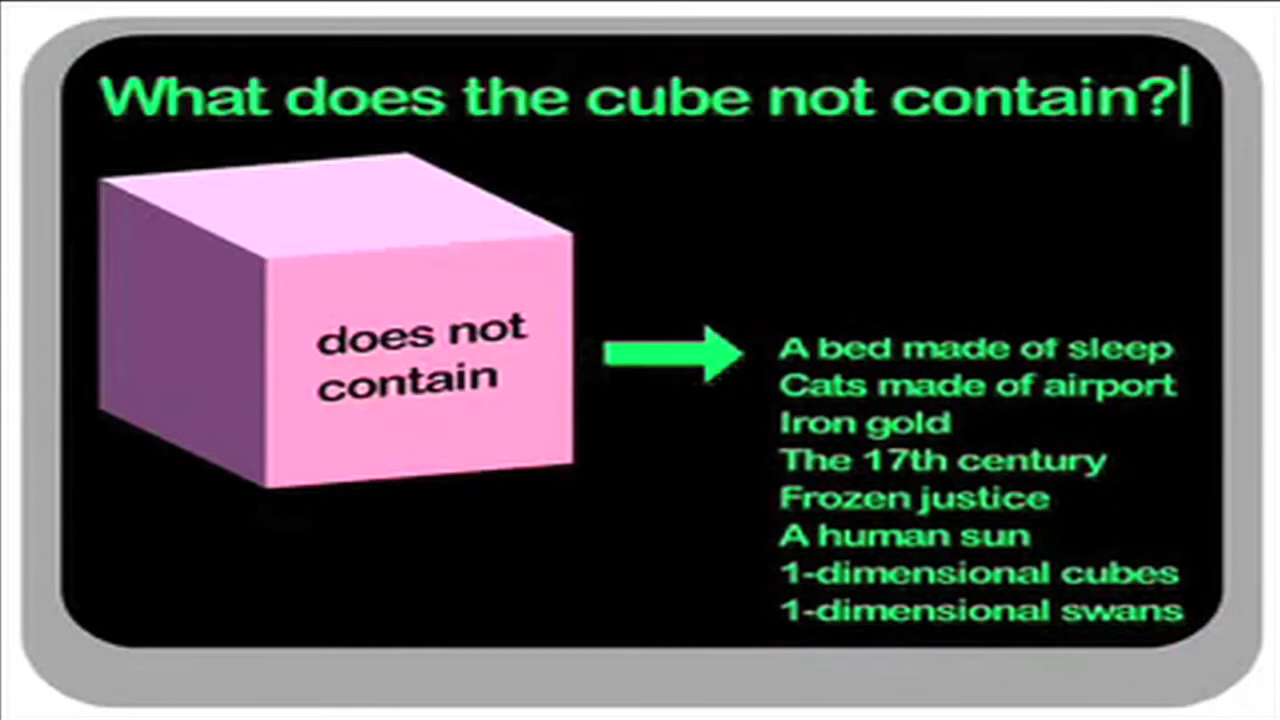 What does the cube not contain?
does not
contain
A bed made of sleep
Cats made of airport
Iron gold
The 17th century
Frozen justice
A human sun
1-dimensional cubes
1-dimensional swans